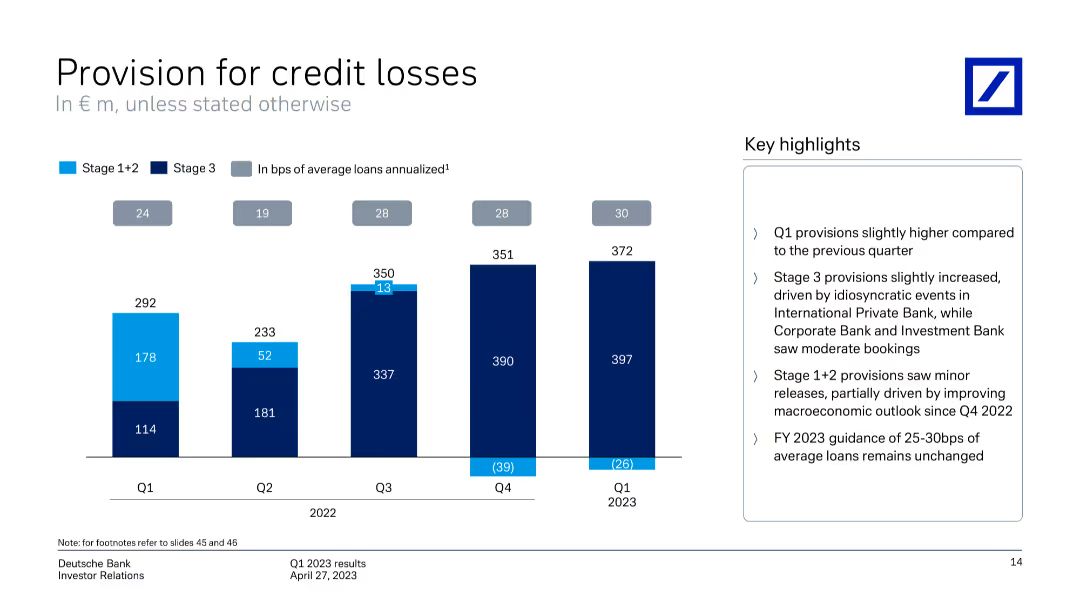 Provision for credit losses
In € m, unless stated otherwise
Stage 1+2 Stage 3 In bps of average loans annualized¹
24 19 28 28 30
292 233 350 351 372
178 52 13
114 181 337 390 397
(39) (26)
Q1 Q2 Q3 Q4 Q1
2023
2022
Key highlights
⟩ Q1 provisions slightly higher compared
to the previous quarter
⟩ Stage 3 provisions slightly increased,
driven by idiosyncratic events in
International Private Bank, while
Corporate Bank and Investment Bank
saw moderate bookings
⟩ Stage 1+2 provisions saw minor
releases, partially driven by improving
macroeconomic outlook since Q4 2022
⟩ FY 2023 guidance of 25-30bps of
average loans remains unchanged
Note: for footnotes refer to slides 45 and 46
Deutsche Bank
Investor Relations
Q1 2023 results
April 27, 2023
14